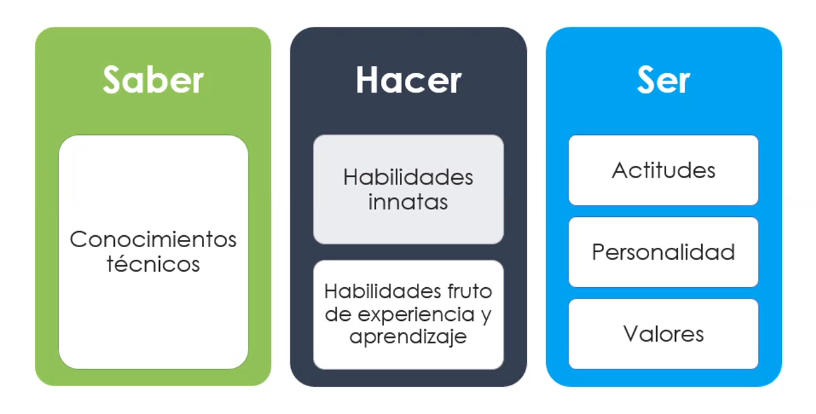 Saber
Conocimientos
técnicos
Hacer
Habilidades
innatas
Habilidades fruto
de experiencia y
aprendizaje
Ser
Actitudes
Personalidad
Valores